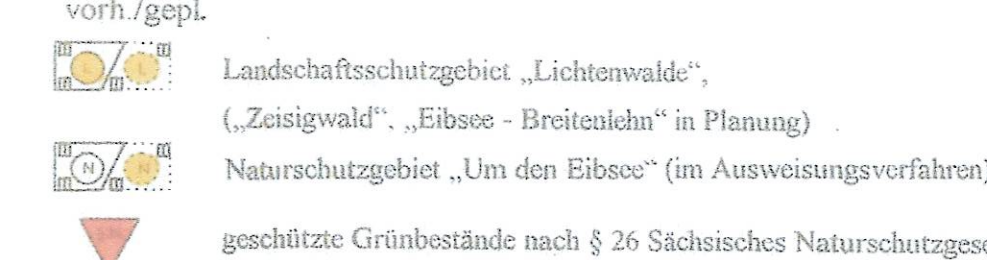 vorh./gepl.
L L Landschaftsschutzgebiet „Lichtenwalde“,
(„Zeisigwald“, „Eibsee - Breitenlehn“ in Planung)
N N Naturschutzgebiet „Um den Eibsee“ (im Ausweisungsverfahren)
geschützte Grünbestände nach § 26 Sächsisches Naturschutzgese